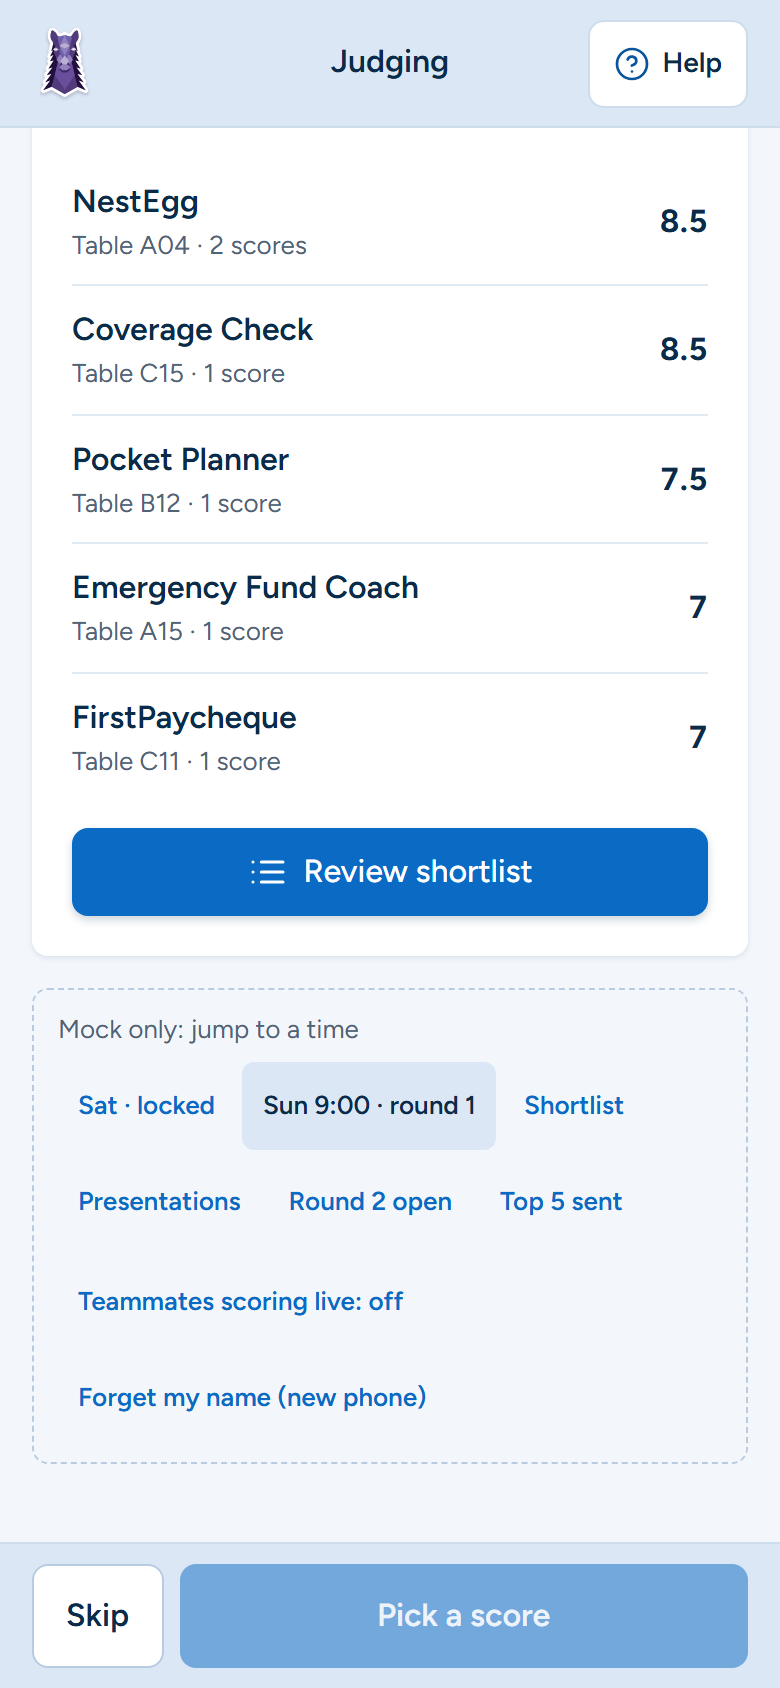 Judging
Help
NestEgg
8.5
Table A04 · 2 scores
Coverage Check
8.5
Table C15 · 1 score
Pocket Planner
7.5
Table B12 · 1 score
Emergency Fund Coach
7
Table A15 · 1 score
FirstPaycheque
7
Table C11 · 1 score
Review shortlist
Mock only: jump to a time
Sat · locked
Sun 9:00 · round 1
Shortlist
Presentations
Round 2 open
Top 5 sent
Teammates scoring live: off
Forget my name (new phone)
Skip
Pick a score